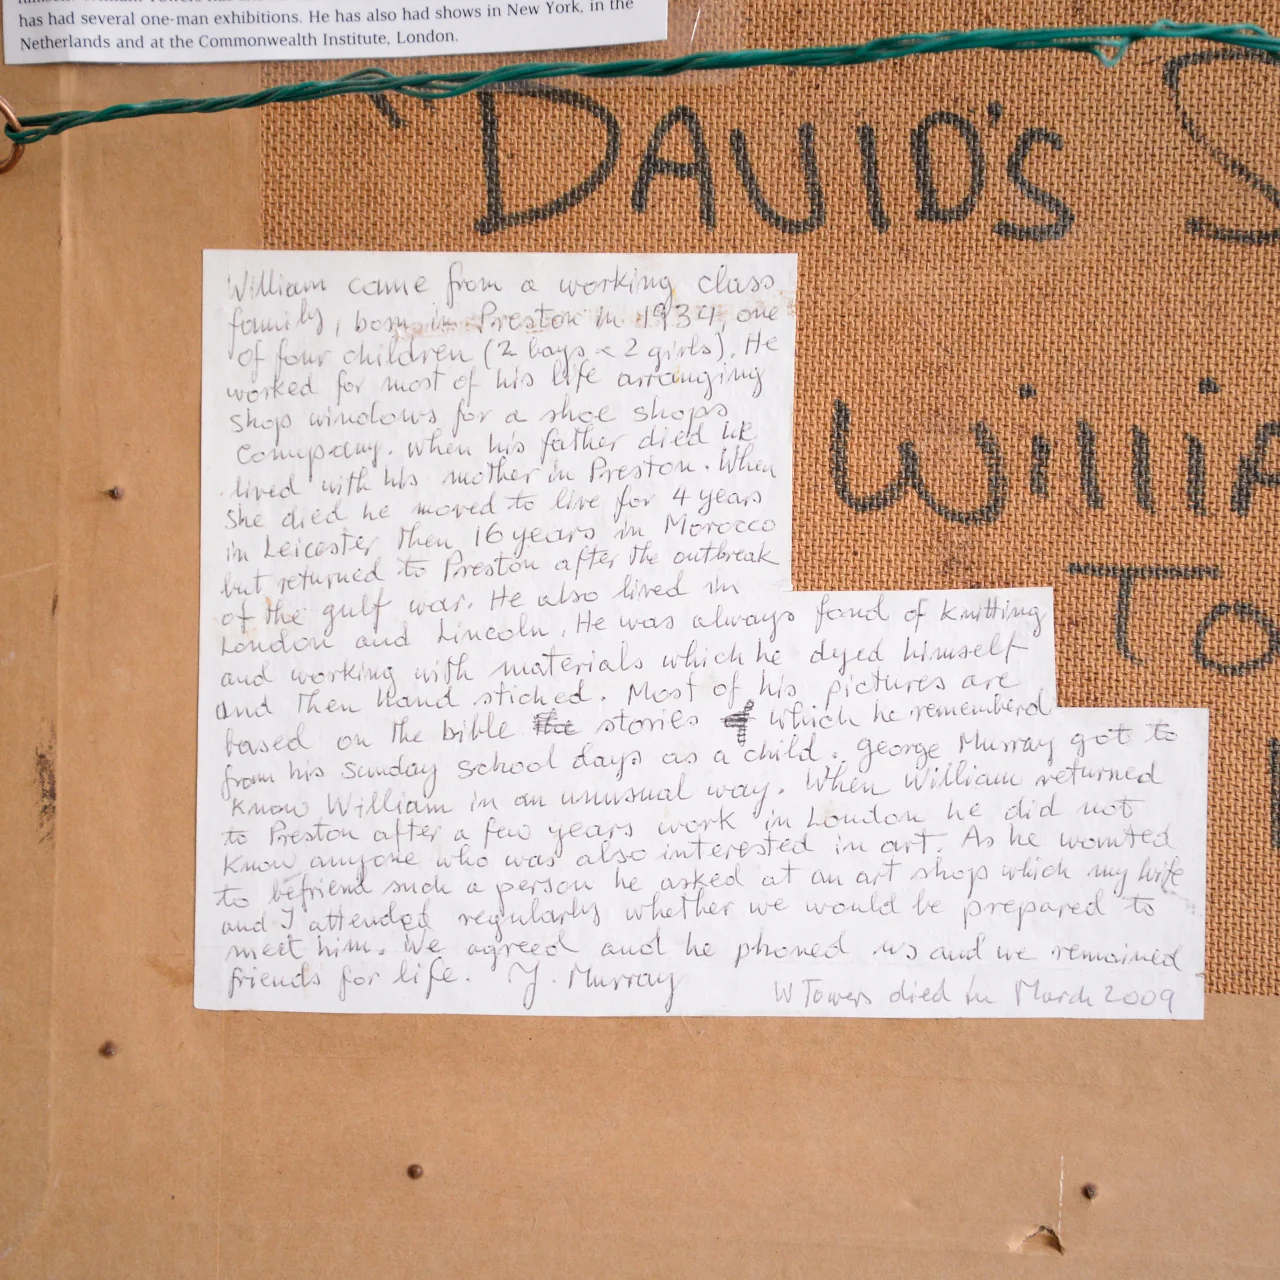 has had several one-man exhibitions. He has also had shows in New York, in the
Netherlands and at the Commonwealth Institute, London.
"DAVID'S S
Willia
To
William came from a working class
family, born in Preston in 1934, one
of four children (2 boys & 2 girls). He
worked for most of his life arranging
shop windows for a shoe shops
Company. When his father died he
lived with his mother in Preston. When
she died he moved to live for 4 years
in Leicester then 16 years in Morocco
but returned to Preston after the outbreak
of the gulf war. He also lived in
London and Lincoln. He was always fond of knitting
and working with materials which he dyed himself
and then hand stiched. Most of his pictures are
based on the bible the stories which he rememberd
from his Sunday School days as a child. George Murray got to
know William in an unusual way. When William returned
to Preston after a few years work in London he did not
know anyone who was also interested in art. As he wanted
to befriend such a person he asked at an art shop which my wife
and I attended regularly whether we would be prepared to
meet him. We agreed and he phoned us and we remained
friends for life. Y. Murray
W Towers died in March 2009